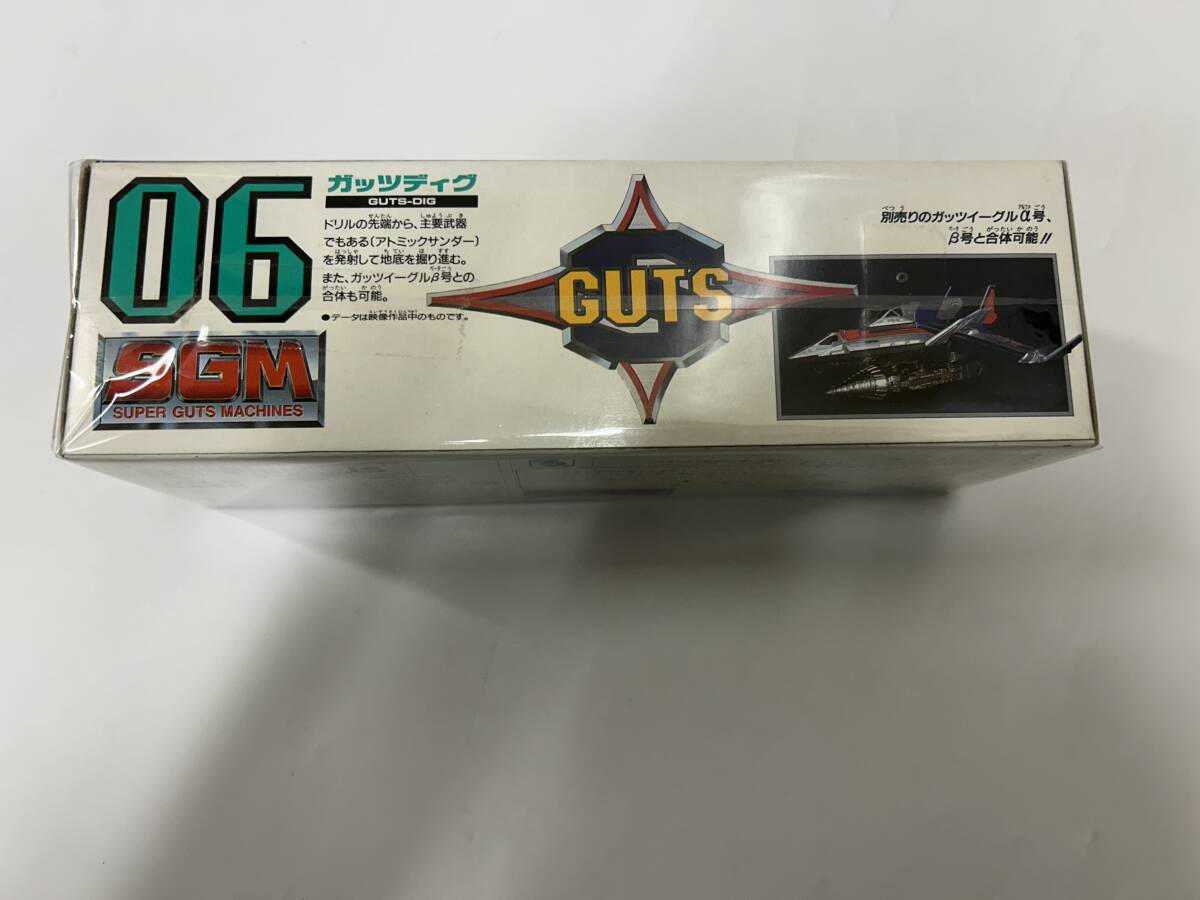 06
ガッツディグ
GUTS-DIG
ドリルの先端から、主要武器
でもある(アトミックサンダー)
を発射して地底を掘り進む。
また、ガッツイーグルβ号との
合体も可能。
●データは映像作品中のものです。
SGM
SUPER GUTS MACHINES
GUTS
別売りのガッツイーグルα号、
β号と合体可能!!